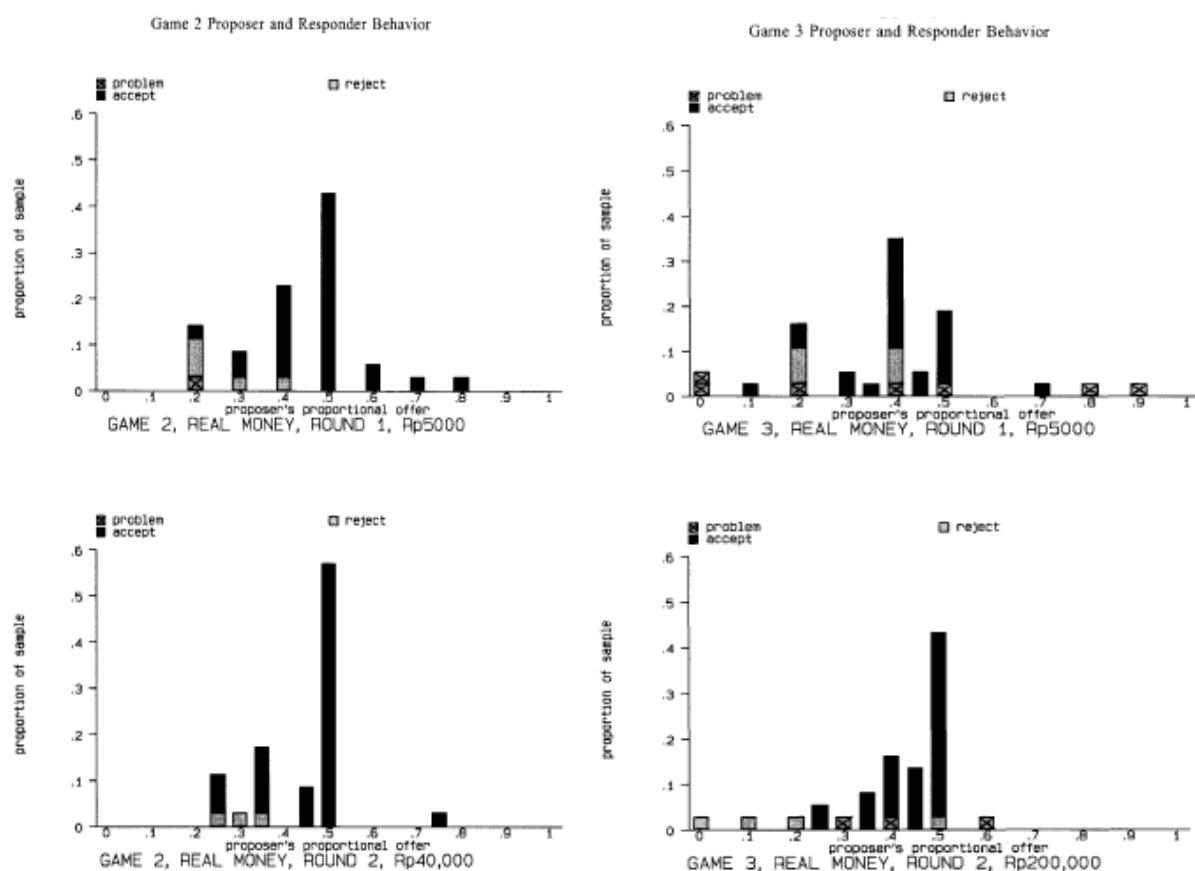 Game 2 Proposer and Responder Behavior
problem
accept
reject
.6
.5
.4
.3
.2
.1
0
proportion of sample
0 .1 .2 .3 .4 .5 .6 .7 .8 .9 1
proposer's proportional offer
GAME 2, REAL MONEY, ROUND 1, Rp5000
Game 3 Proposer and Responder Behavior
problem
accept
reject
.6
.5
.4
.3
.2
.1
0
proportion of sample
0 .1 .2 .3 .4 .5 .6 .7 .8 .9 1
proposer's proportional offer
GAME 3, REAL MONEY, ROUND 1, Rp5000
problem
accept
reject
.6
.5
.4
.3
.2
.1
0
proportion of sample
0 .1 .2 .3 .4 .5 .6 .7 .8 .9 1
proposer's proportional offer
GAME 2, REAL MONEY, ROUND 2, Rp40,000
problem
accept
reject
.6
.5
.4
.3
.2
.1
0
proportion of sample
0 .1 .2 .3 .4 .5 .6 .7 .8 .9 1
proposer's proportional offer
GAME 3, REAL MONEY, ROUND 2, Rp200,000